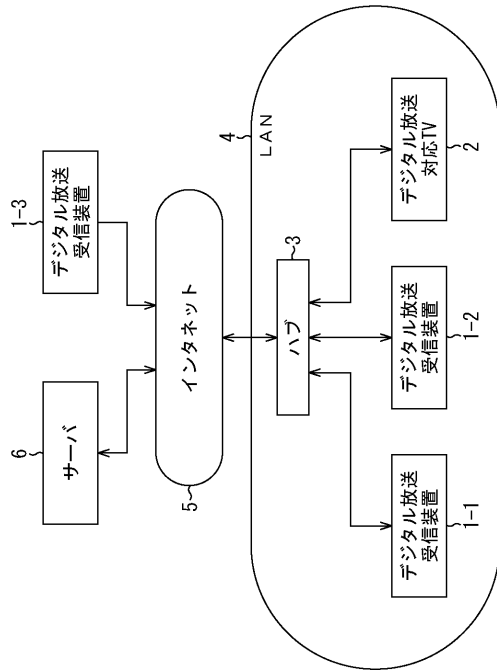 6
サーバ
1-3
デジタル放送
受信装置
インタネット
5
4
LAN
ハブ
3
デジタル放送
受信装置
1-1
デジタル放送
受信装置
1-2
デジタル放送
対応TV
2